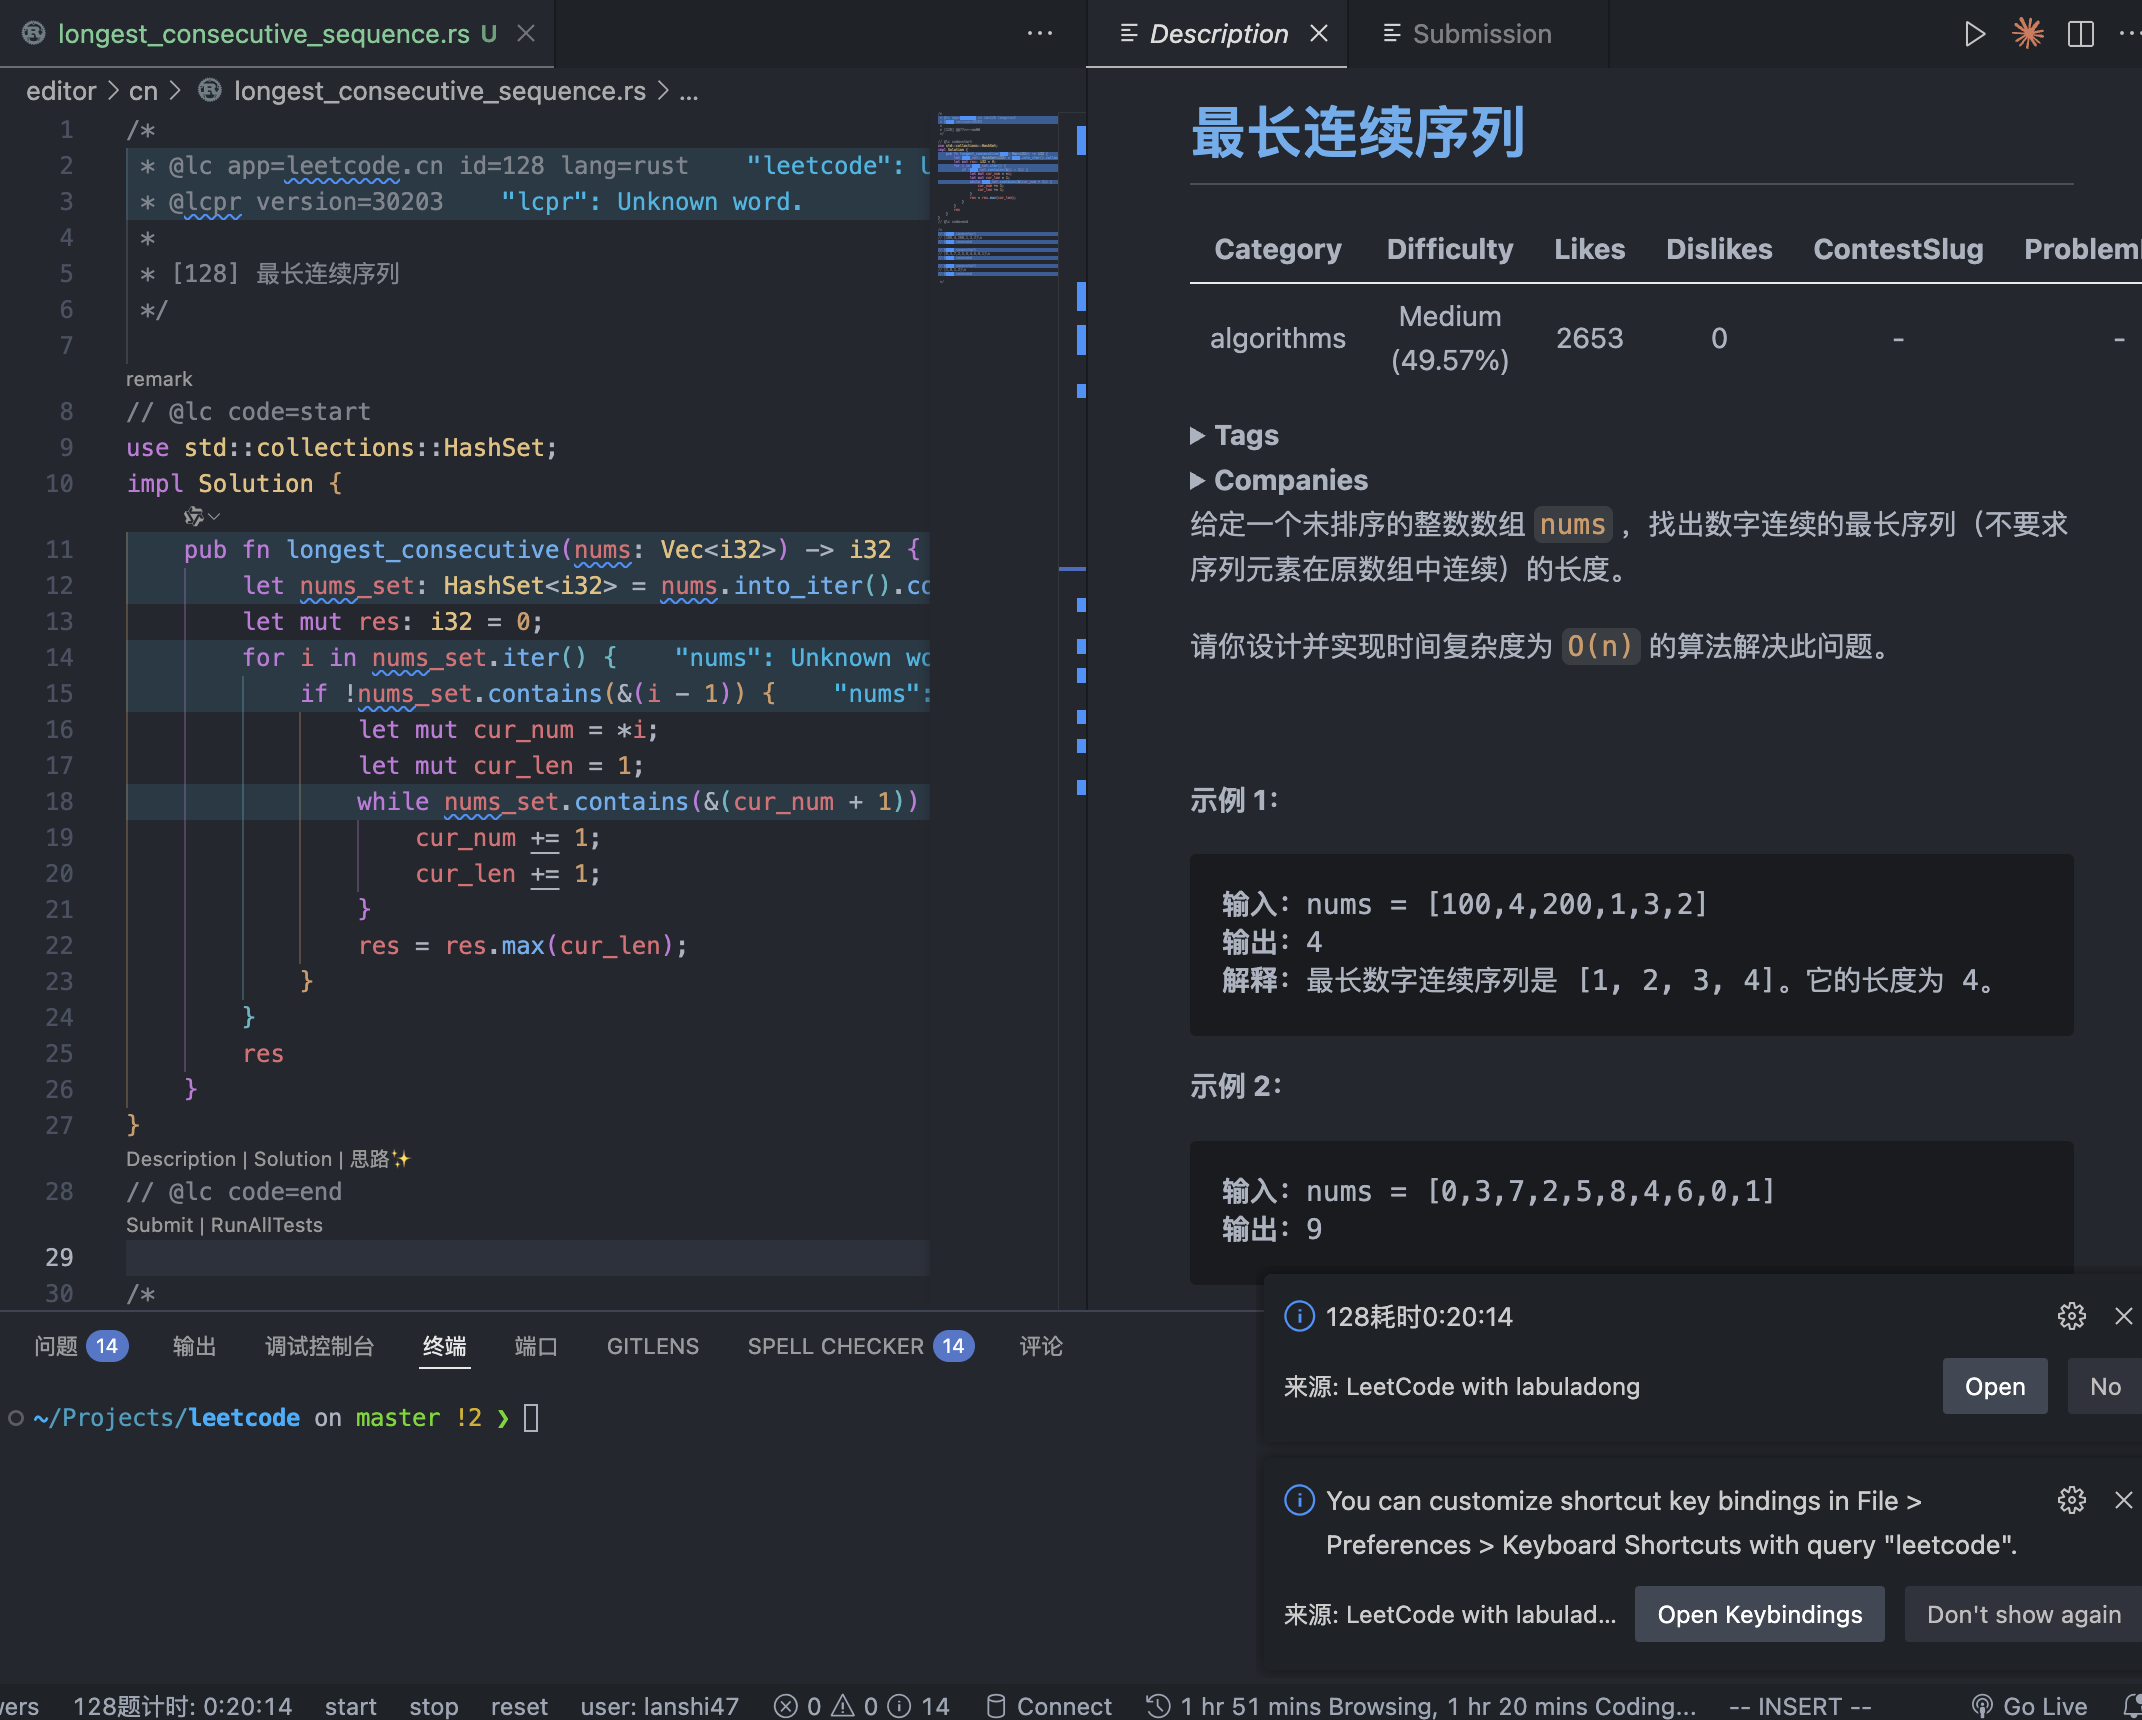 longest_consecutive_sequence.rs U
editor > cn > longest_consecutive_sequence.rs > ...
1 /*
2 * @lc app=leetcode.cn id=128 lang=rust "leetcode": U
3 * @lcpr version=30203 "lcpr": Unknown word.
4 *
5 * [128] 最长连续序列
6 */
7
remark
8 // @lc code=start
9 use std::collections::HashSet;
10 impl Solution {
11 pub fn longest_consecutive(nums: Vec<i32>) -> i32 {
12 let nums_set: HashSet<i32> = nums.into_iter().co
13 let mut res: i32 = 0;
14 for i in nums_set.iter() { "nums": Unknown wo
15 if !nums_set.contains(&(i - 1)) { "nums":
16 let mut cur_num = *i;
17 let mut cur_len = 1;
18 while nums_set.contains(&(cur_num + 1))
19 cur_num += 1;
20 cur_len += 1;
21 }
22 res = res.max(cur_len);
23 }
24 }
25 res
26 }
27 }
Description | Solution | 思路✨
28 // @lc code=end
Submit | RunAllTests
29
30 /*
Description
Submission
最长连续序列
Category Difficulty Likes Dislikes ContestSlug Problem
algorithms Medium (49.57%) 2653 0 - -
▶ Tags
▶ Companies
给定一个未排序的整数数组 nums ，找出数字连续的最长序列（不要求
序列元素在原数组中连续）的长度。
请你设计并实现时间复杂度为 O(n) 的算法解决此问题。
示例 1：
输入：nums = [100,4,200,1,3,2]
输出：4
解释：最长数字连续序列是 [1, 2, 3, 4]。它的长度为 4。
示例 2：
输入：nums = [0,3,7,2,5,8,4,6,0,1]
输出：9
问题 14 输出 调试控制台 终端 端口 GITLENS SPELL CHECKER 14 评论
~/Projects/leetcode on master !2 ❯
128耗时0:20:14
来源: LeetCode with labuladong
Open No
You can customize shortcut key bindings in File >
Preferences > Keyboard Shortcuts with query "leetcode".
来源: LeetCode with labulad...
Open Keybindings Don't show again
vers 128题计时: 0:20:14 start stop reset user: lanshi47 0 0 14 Connect 1 hr 51 mins Browsing, 1 hr 20 mins Coding... -- INSERT -- Go Live